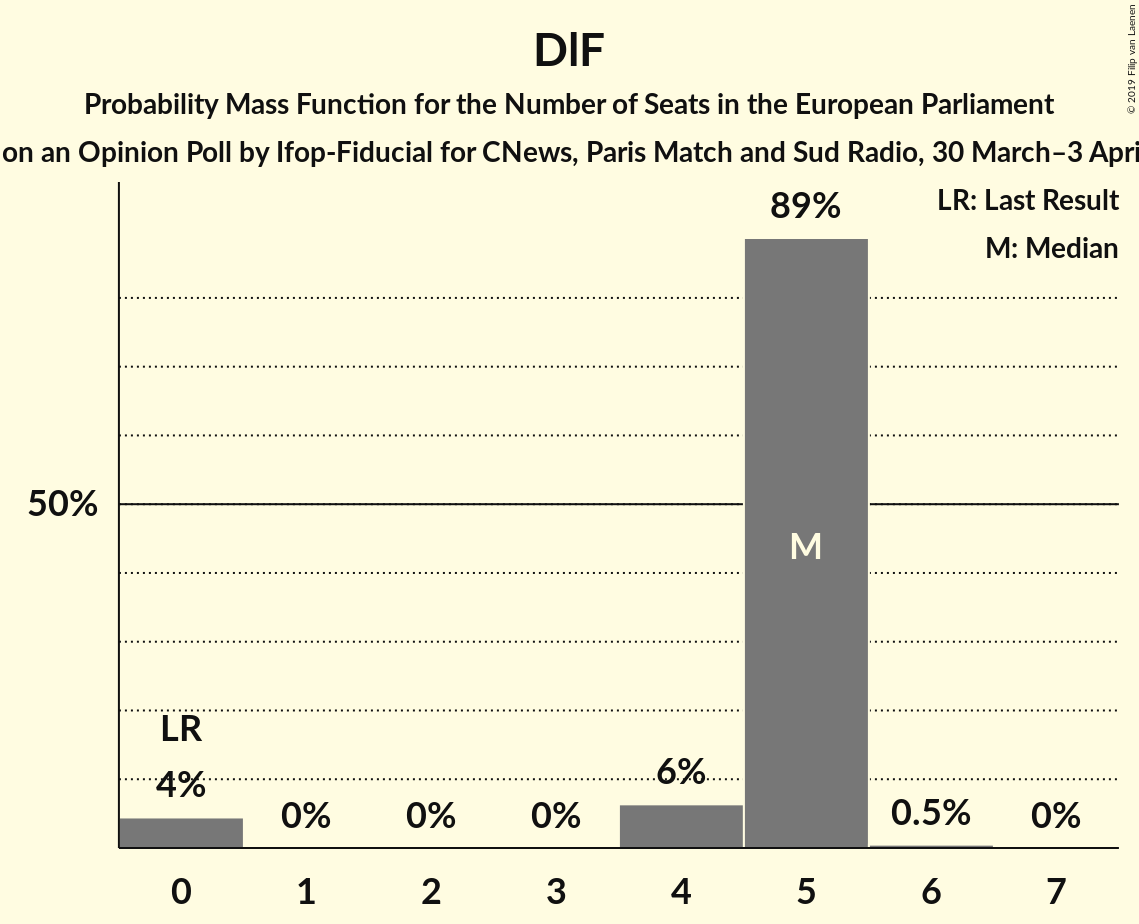 DlF
Probability Mass Function for the Number of Seats in the European Parliament
on an Opinion Poll by Ifop-Fiducial for CNews, Paris Match and Sud Radio, 30 March–3 Apri
© 2019 Filip van Laenen
LR: Last Result
M: Median
89%
50%
M
LR
4%
0%
0%
0%
6%
0.5%
0%
0
1
2
3
4
5
6
7